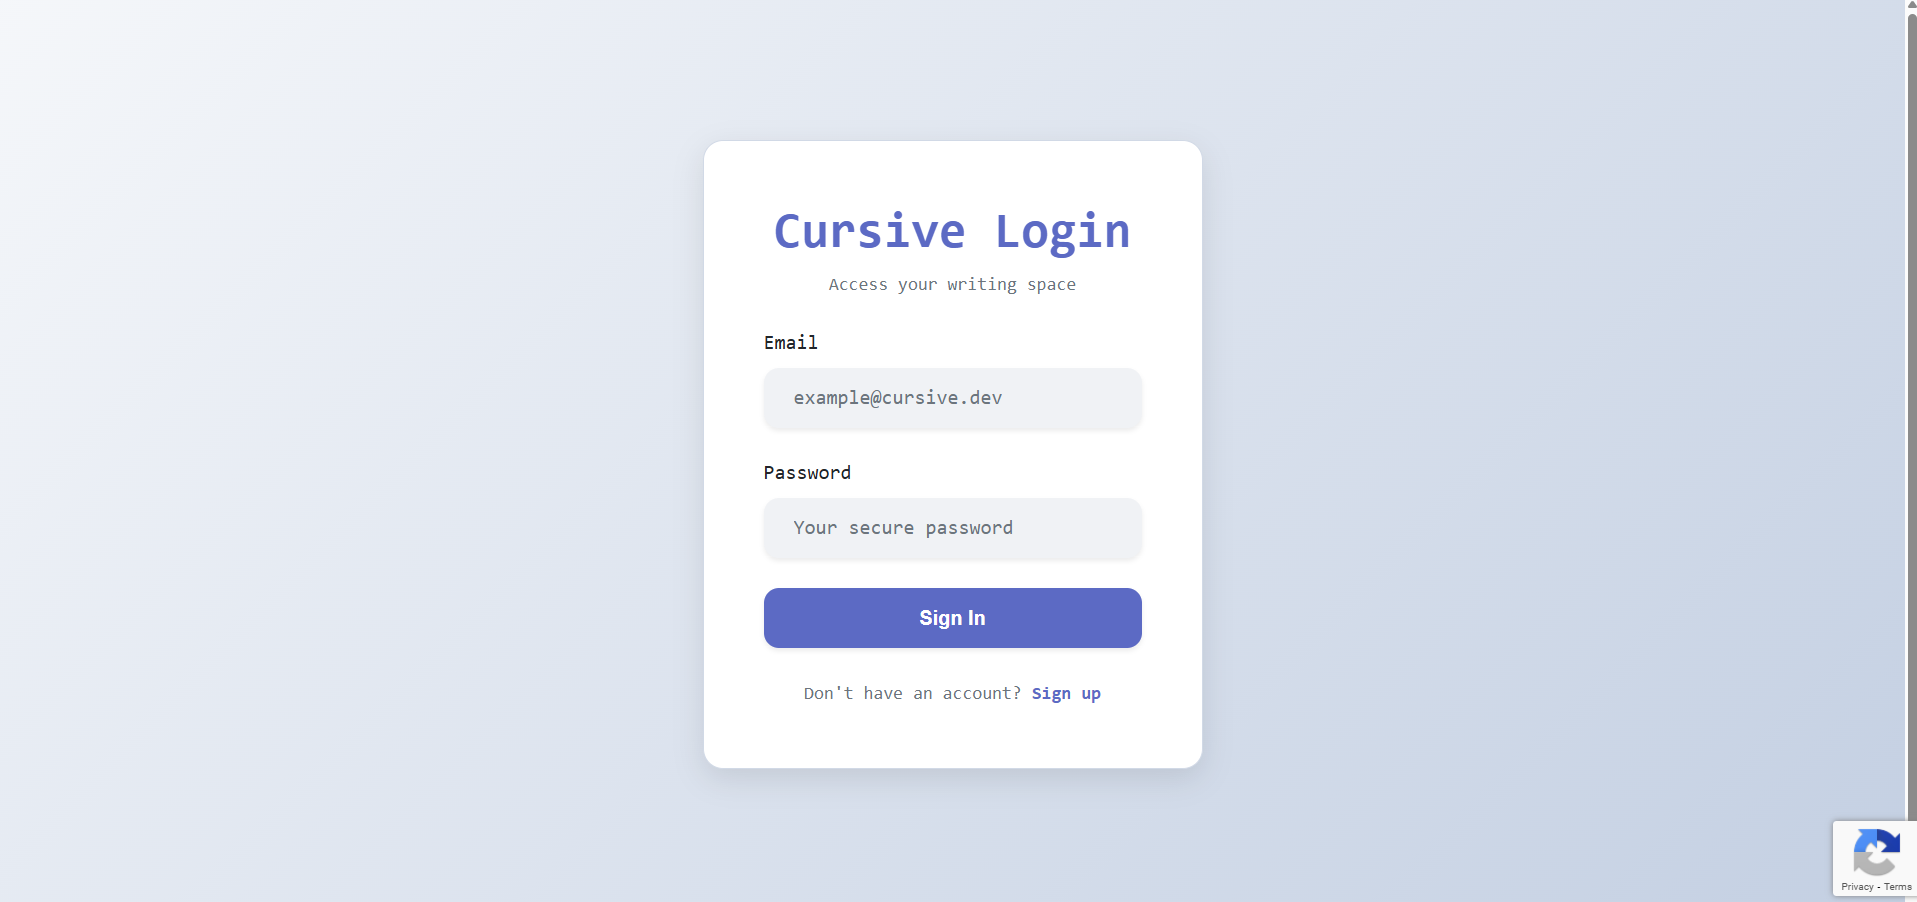 Cursive Login
Access your writing space
Email
example@cursive.dev
Password
Your secure password
Sign In
Don't have an account? Sign up
Privacy - Terms